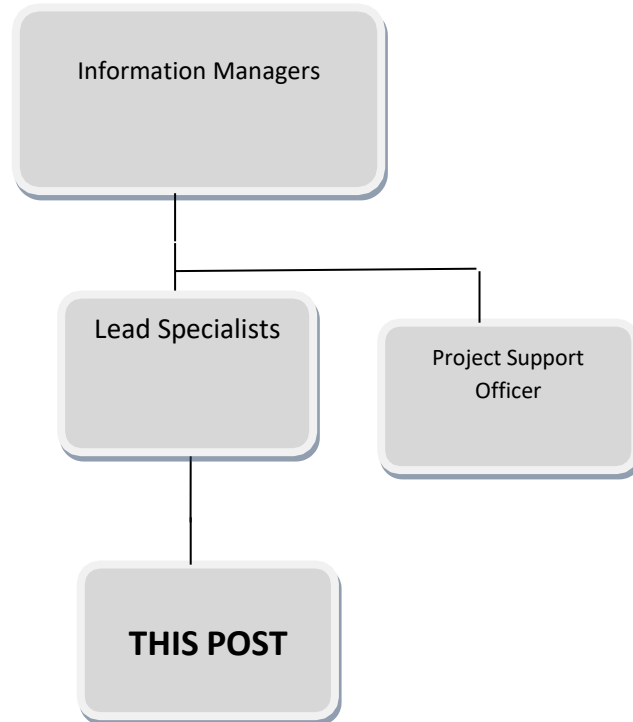 Information Managers
Lead Specialists
Project Support
Officer
THIS POST